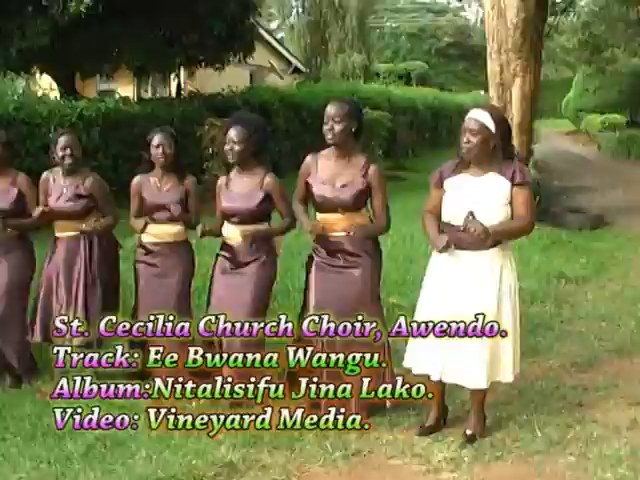 St. Cecilia Church Choir, Awendo.
Track: Ee Bwana Wangu.
Album:Nitalisifu Jina Lako.
Video: Vineyard Media.